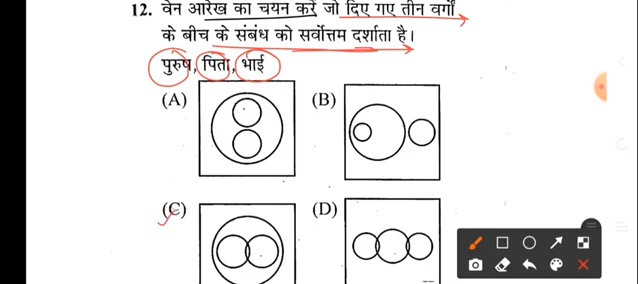 12. वेन आरेख का चयन करें जो दिए गए तीन वर्गों
के बीच के संबंध को सर्वोत्तम दर्शाता है।
पुरुष, पिता, भाई
(A) (B)
(C) (D)